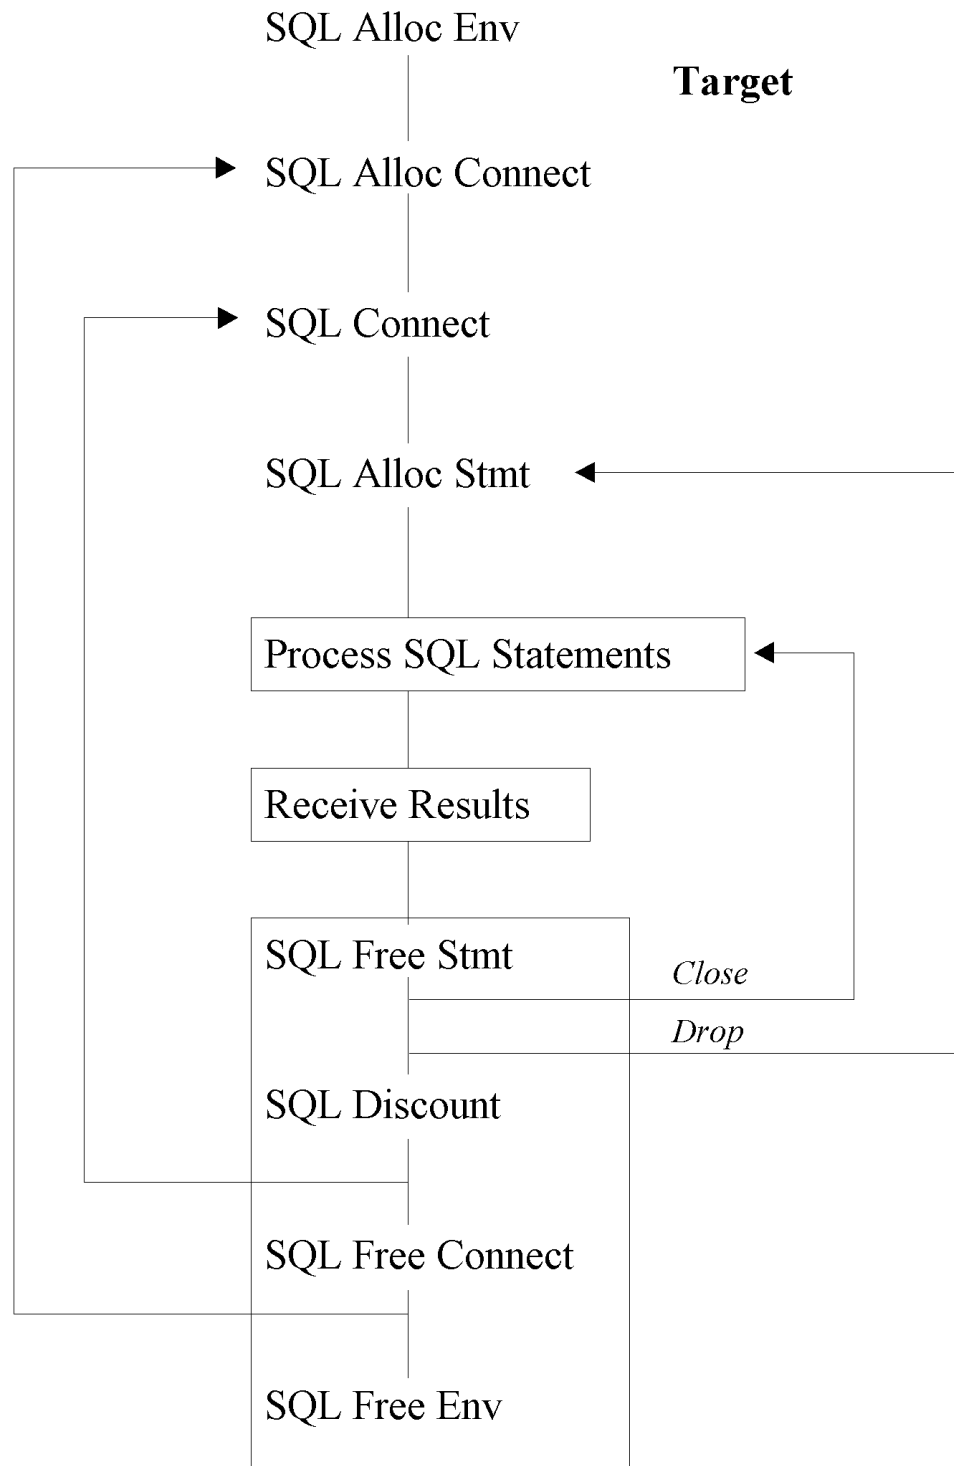 SQL Alloc Env
Target
SQL Alloc Connect
SQL Connect
SQL Alloc Stmt
Process SQL Statements
Receive Results
SQL Free Stmt
Close
Drop
SQL Discount
SQL Free Connect
SQL Free Env